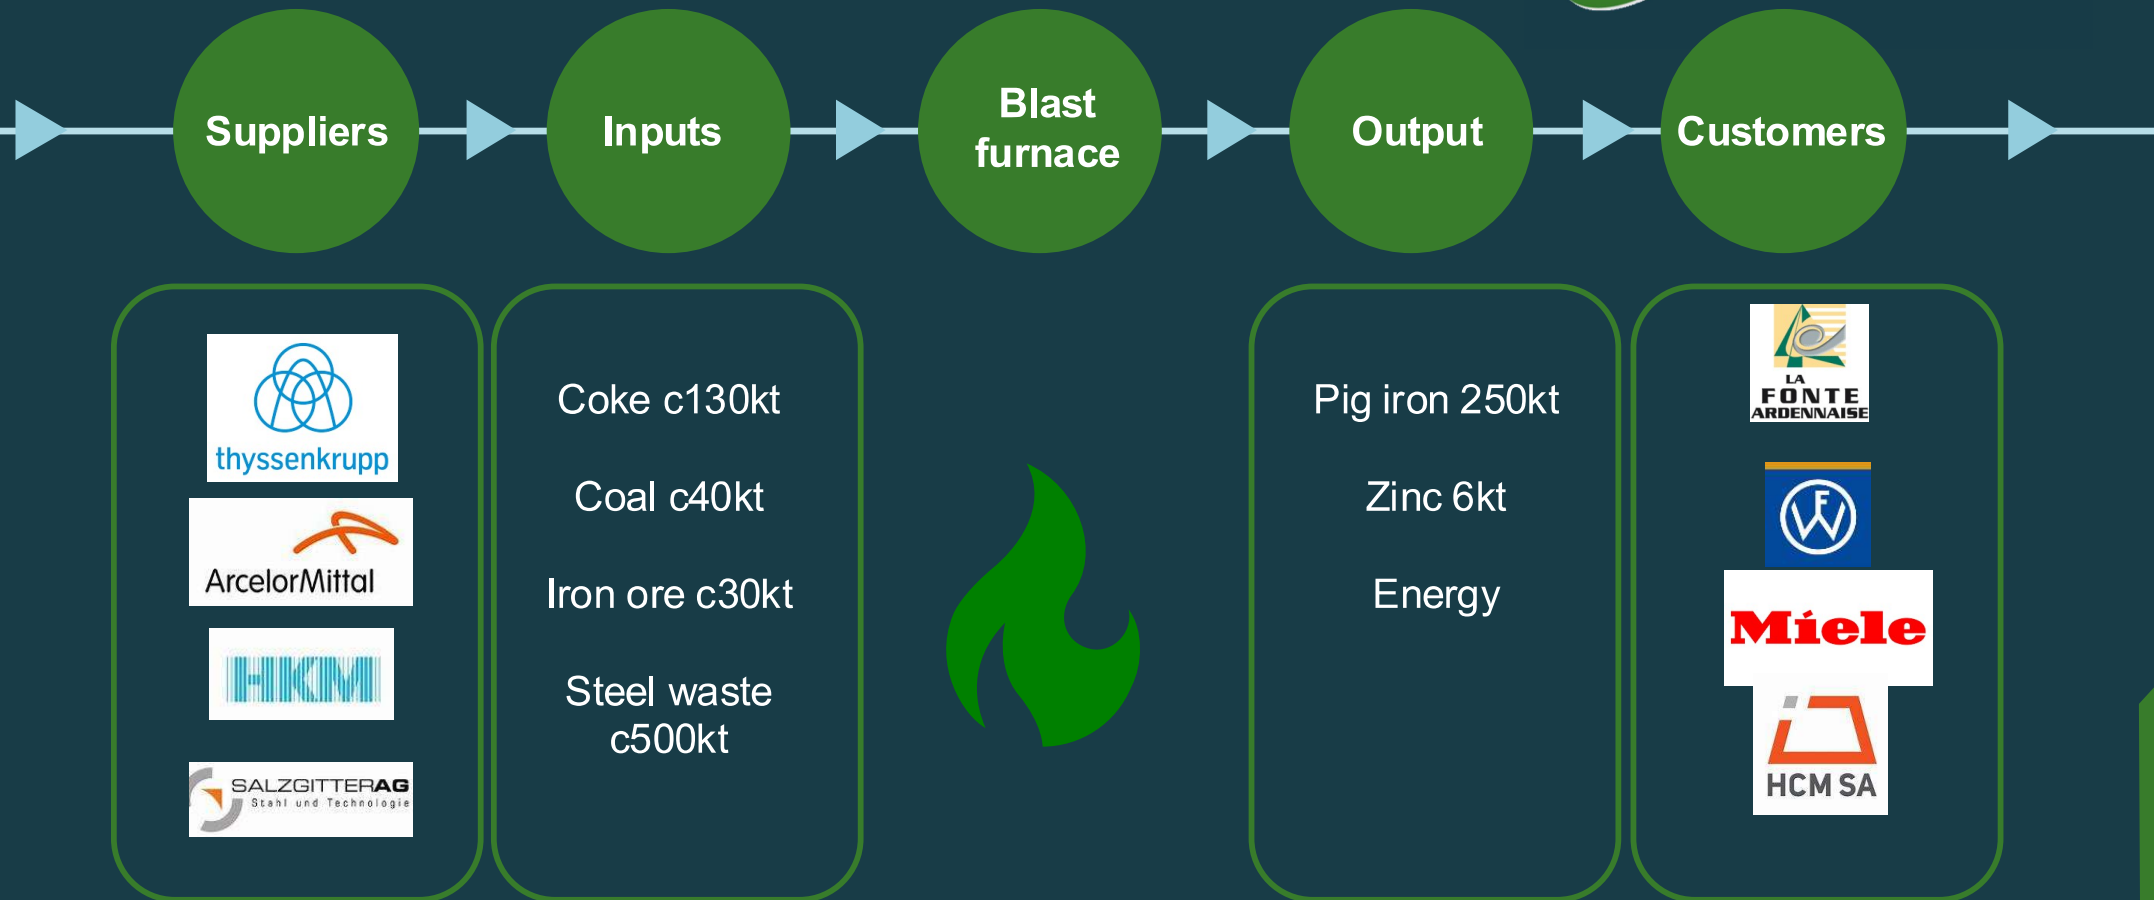 Suppliers
Inputs
Blast
furnace
Output
Customers
thyssenkrupp
ArcelorMittal
HKM
SALZGITTERAG
Stahl und Technologie
Coke c130kt
Coal c40kt
Iron ore c30kt
Steel waste
c500kt
Pig iron 250kt
Zinc 6kt
Energy
LA
FONTE
ARDENNAISE
FW
Miele
HCM SA